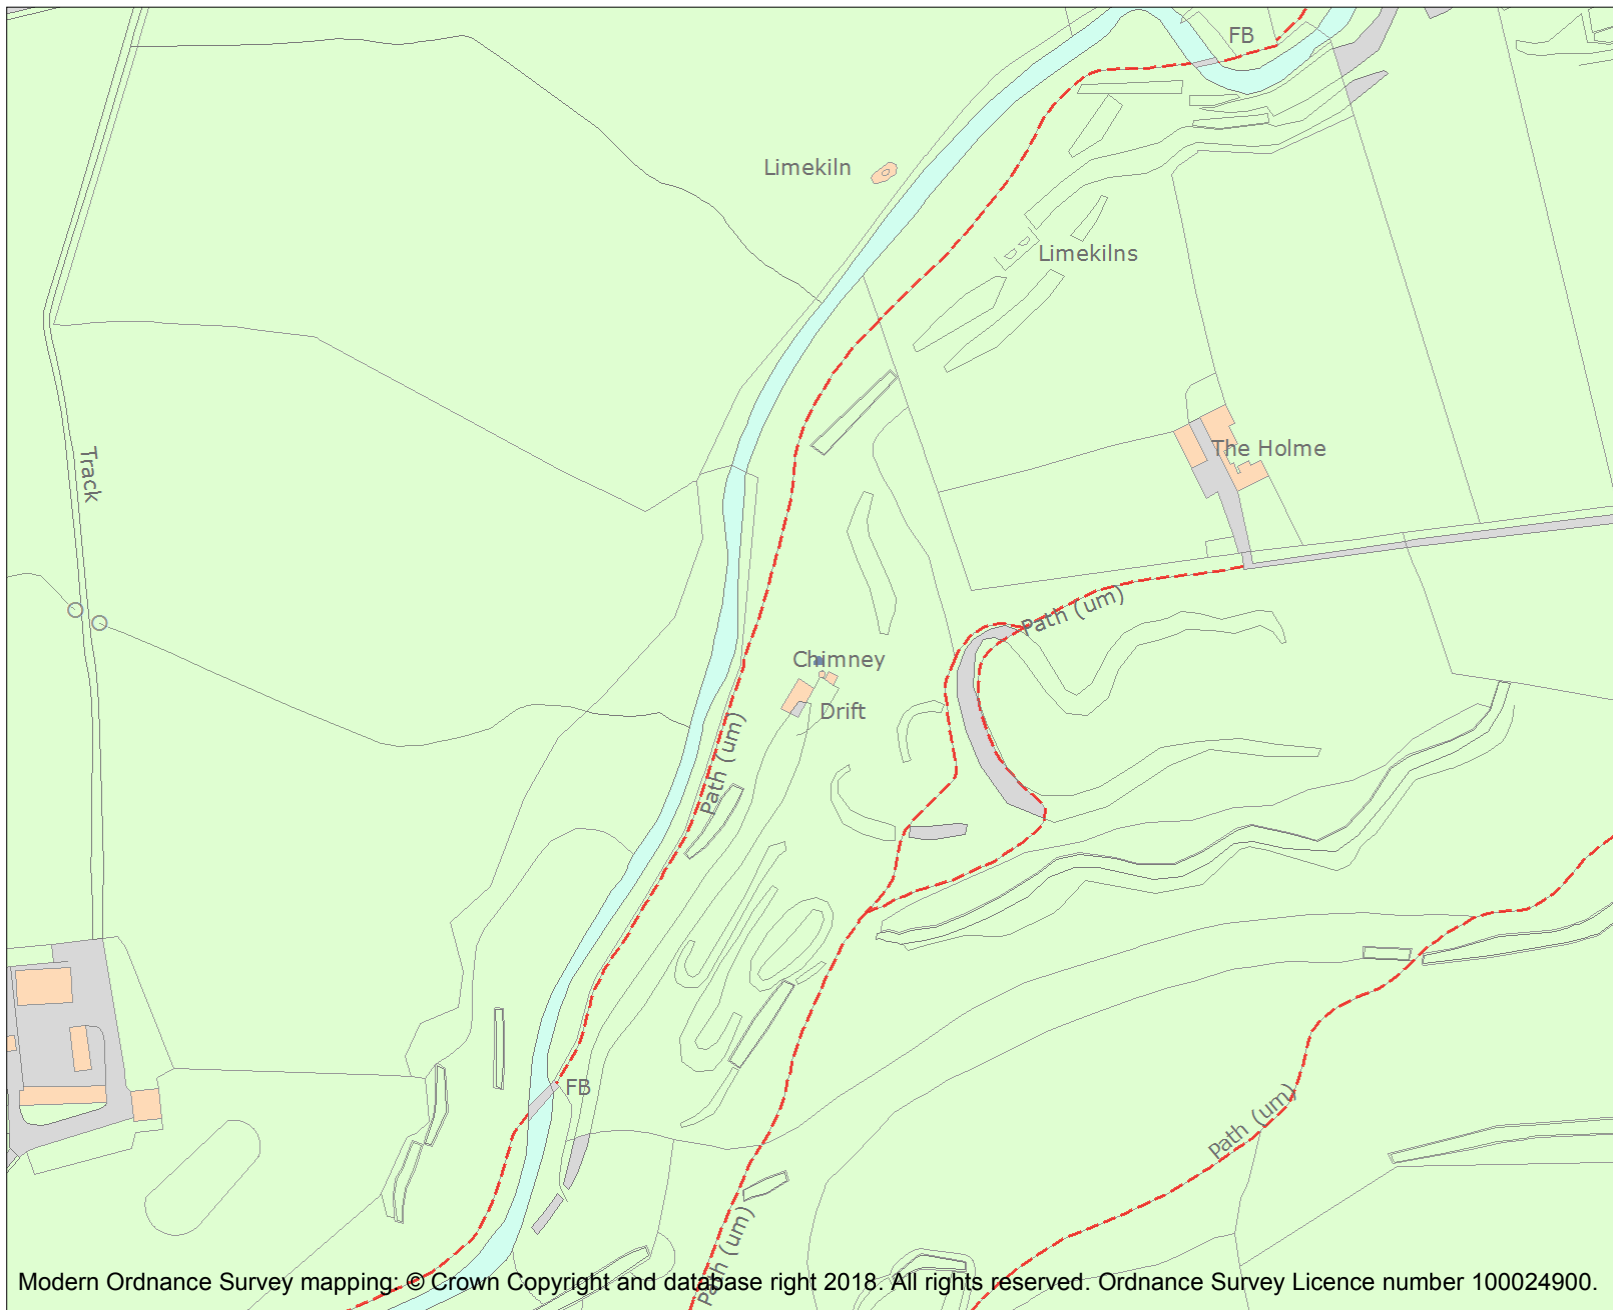 FB
Limekiln
Limekilns
The Holme
Track
Path (um)
Chimney
Drift
Path (um)
FB
Path (um)
Path (um)
Modern Ordnance Survey mapping: © Crown Copyright and database right 2018. All rights reserved. Ordnance Survey Licence number 100024900.